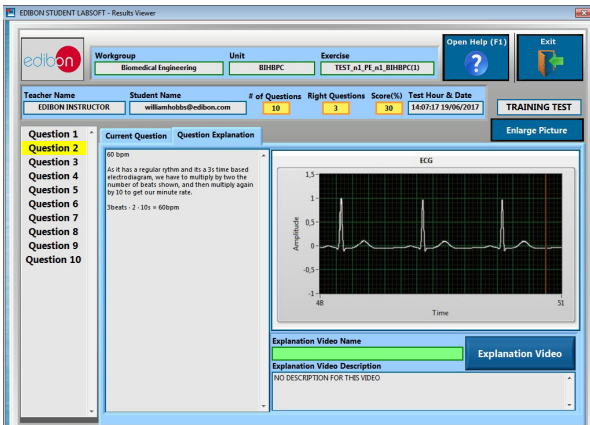 EDIBON STUDENT LABSOFT - Results Viewer
edibon
Workgroup
Unit
Exercise
Biomedical Engineering
BIHBPC
TEST_n1_PE_n1_BIHBPC(1)
Open Help (F1)
?
Exit
Teacher Name
Student Name
# of Questions
Right Questions
Score(%)
Test Hour & Date
EDIBON INSTRUCTOR
williamhobbs@edibon.com
10
3
30
14:07:17 19/06/2017
TRAINING TEST
Enlarge Picture
Question 1
Question 2
Question 3
Question 4
Question 5
Question 6
Question 7
Question 8
Question 9
Question 10
Current Question
Question Explanation
60 bpm
As it has a regular rythm and its a 3s time based
electrodiagram, we have to multiply by two the
number of beats shown, and then multiply again
by 10 to get our minute rate.
3beats · 2 · 10s = 60bpm
ECG
1,5
1
0,5
0
-0,5
-1
Amplitude
48
51
Time
Explanation Video Name
Explanation Video
Explanation Video Description
NO DESCRIPTION FOR THIS VIDEO